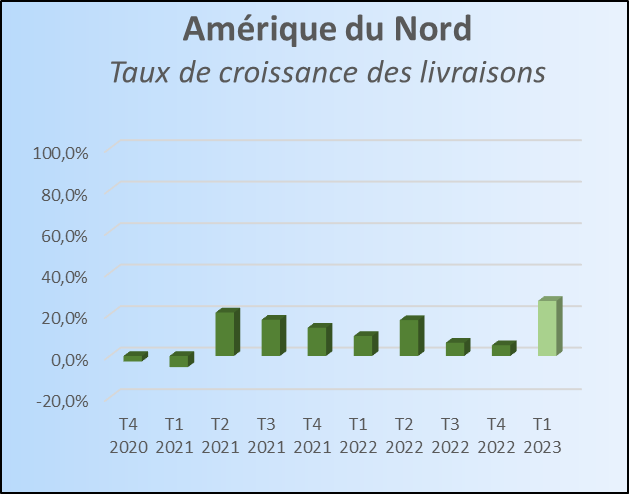 Amérique du Nord
Taux de croissance des livraisons
100,0%
80,0%
60,0%
40,0%
20,0%
0,0%
-20,0%
T4 T1 T2 T3 T4 T1 T2 T3 T4 T1
2020 2021 2021 2021 2021 2022 2022 2022 2022 2023